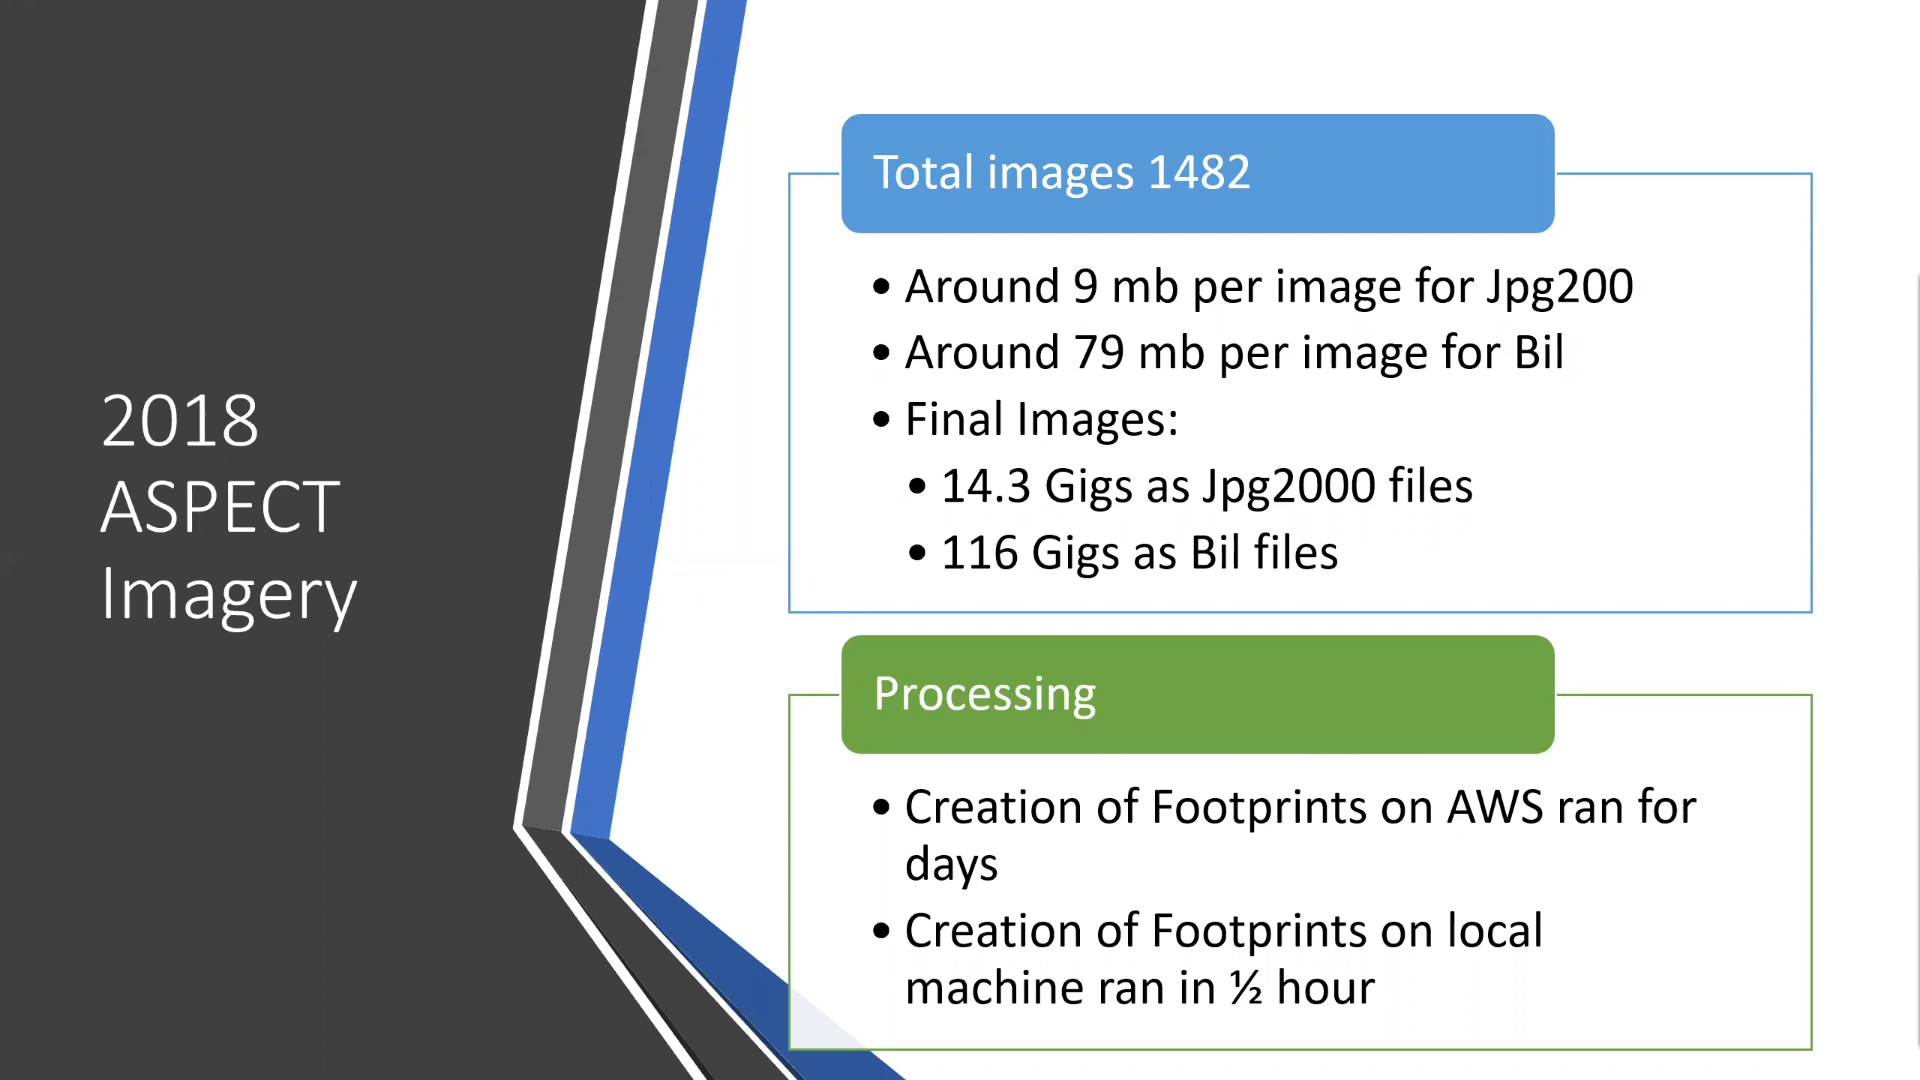 2018
ASPECT
Imagery
Total images 1482
• Around 9 mb per image for Jpg200
• Around 79 mb per image for Bil
• Final Images:
• 14.3 Gigs as Jpg2000 files
• 116 Gigs as Bil files
Processing
• Creation of Footprints on AWS ran for
days
• Creation of Footprints on local
machine ran in ½ hour